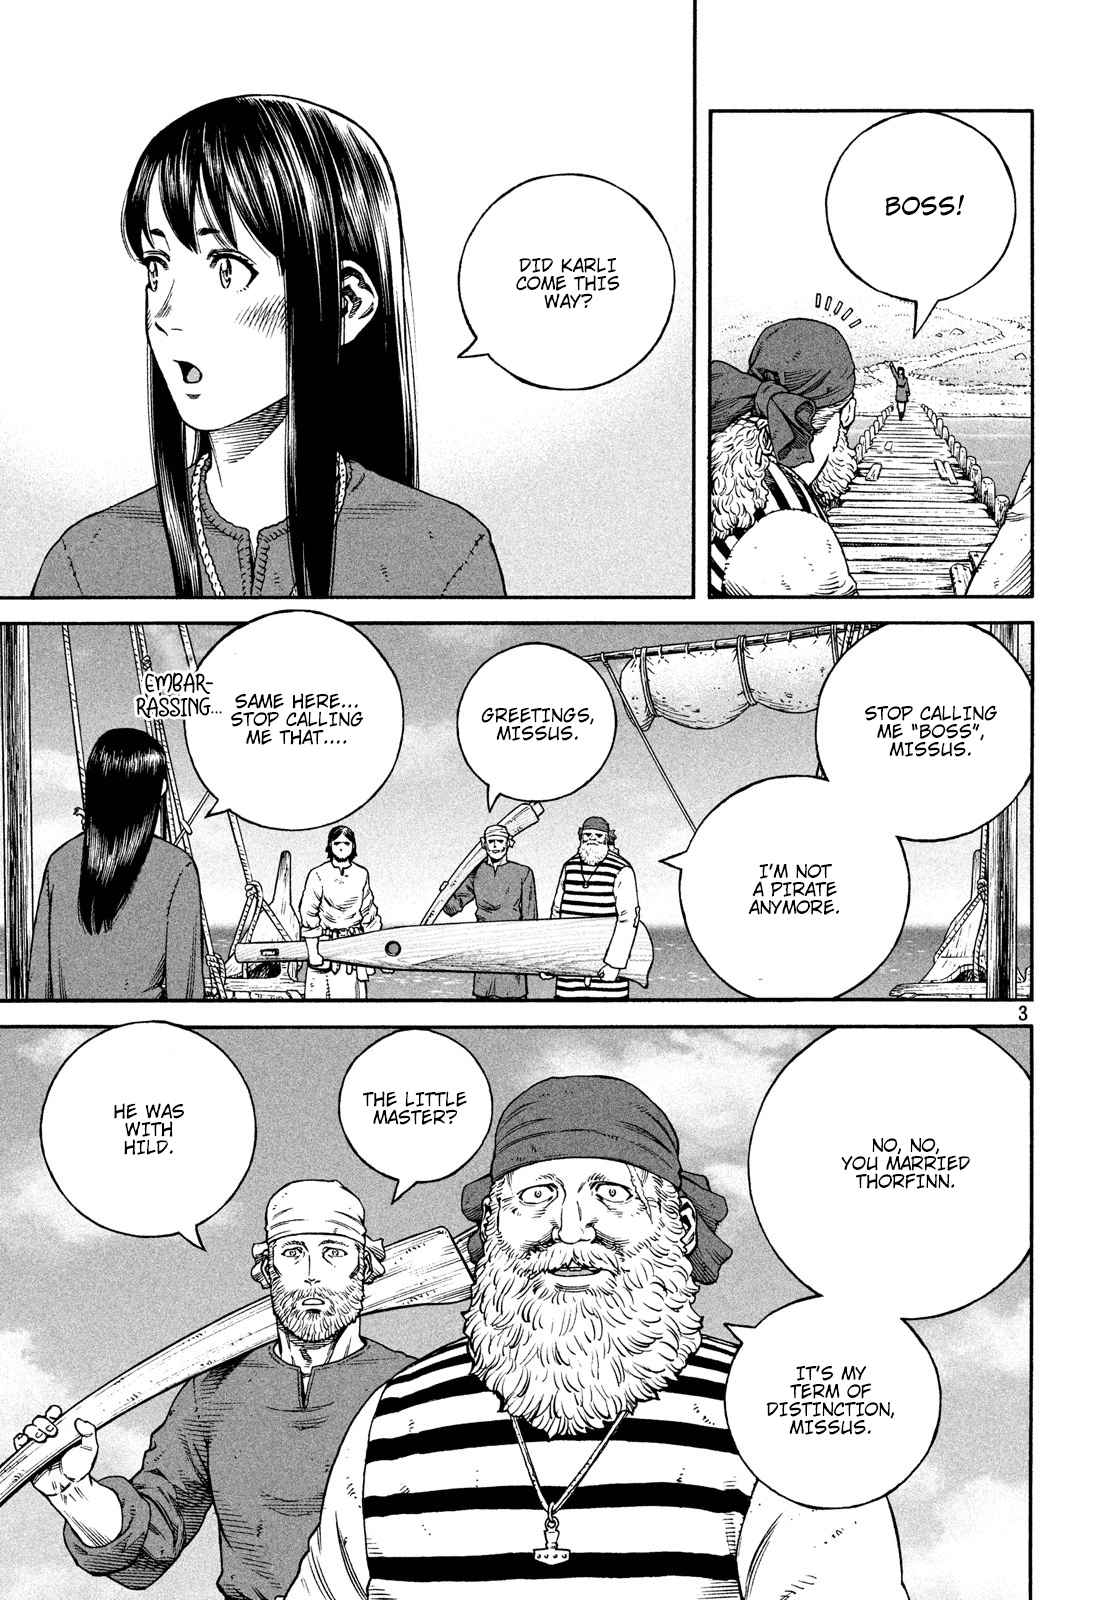 BOSS!
DID KARLI
COME THIS
WAY?
STOP CALLING
ME "BOSS",
MISSUS.
I'M NOT
A PIRATE
ANYMORE.
GREETINGS,
MISSUS.
SAME HERE...
STOP CALLING
ME THAT....
EMBAR-
RASSING...
3
NO, NO,
YOU MARRIED
THORFINN.
IT'S MY
TERM OF
DISTINCTION,
MISSUS.
THE LITTLE
MASTER?
HE WAS
WITH
HILD.